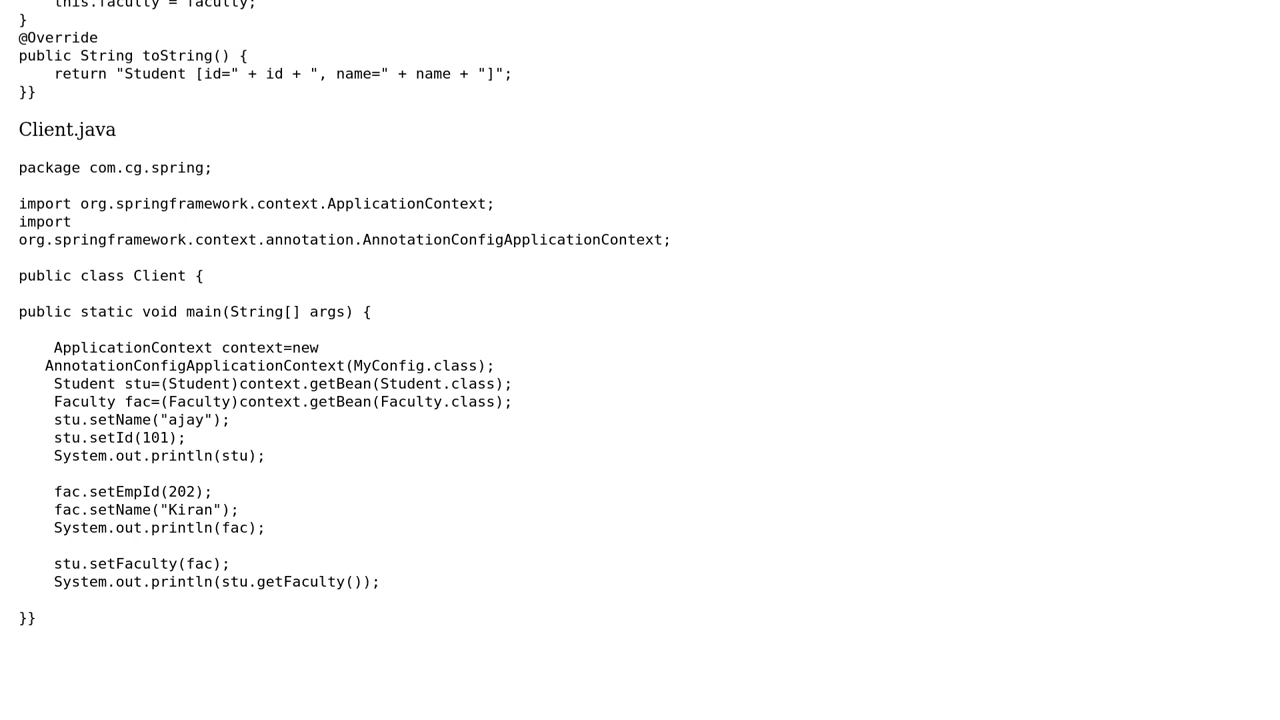 this.faculty = faculty;
}
@Override
public String toString() {
    return "Student [id=" + id + ", name=" + name + "]";
}}
Client.java
package com.cg.spring;
import org.springframework.context.ApplicationContext;
import
org.springframework.context.annotation.AnnotationConfigApplicationContext;
public class Client {
public static void main(String[] args) {
    ApplicationContext context=new
   AnnotationConfigApplicationContext(MyConfig.class);
    Student stu=(Student)context.getBean(Student.class);
    Faculty fac=(Faculty)context.getBean(Faculty.class);
    stu.setName("ajay");
    stu.setId(101);
    System.out.println(stu);
    fac.setEmpId(202);
    fac.setName("Kiran");
    System.out.println(fac);
    stu.setFaculty(fac);
    System.out.println(stu.getFaculty());
}}